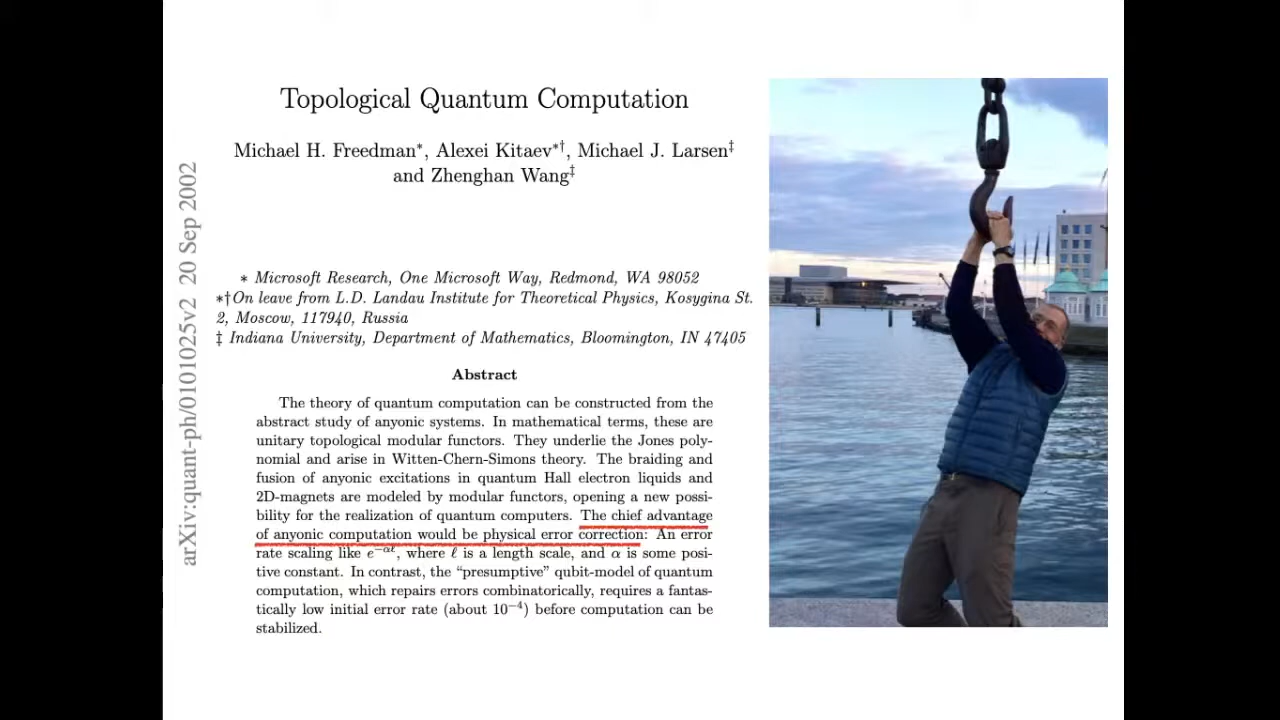 Topological Quantum Computation
Michael H. Freedman*, Alexei Kitaev*†, Michael J. Larsen‡
and Zhenghan Wang‡
* Microsoft Research, One Microsoft Way, Redmond, WA 98052
*†On leave from L.D. Landau Institute for Theoretical Physics, Kosygina St.
2, Moscow, 117940, Russia
‡ Indiana University, Department of Mathematics, Bloomington, IN 47405
arXiv:quant-ph/0101025v2 20 Sep 2002
Abstract
The theory of quantum computation can be constructed from the
abstract study of anyonic systems. In mathematical terms, these are
unitary topological modular functors. They underlie the Jones poly-
nomial and arise in Witten-Chern-Simons theory. The braiding and
fusion of anyonic excitations in quantum Hall electron liquids and
2D-magnets are modeled by modular functors, opening a new possi-
bility for the realization of quantum computers. The chief advantage
of anyonic computation would be physical error correction: An error
rate scaling like e^{−αℓ}, where ℓ is a length scale, and α is some posi-
tive constant. In contrast, the “presumptive” qubit-model of quantum
computation, which repairs errors combinatorically, requires a fantas-
tically low initial error rate (about 10^{−4}) before computation can be
stabilized.